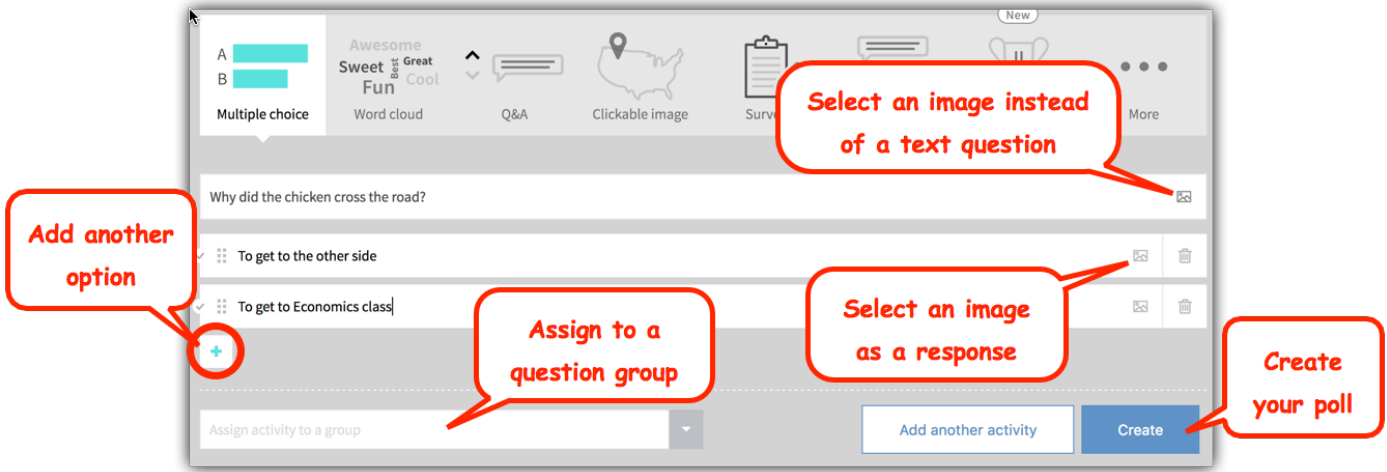 New
A
B
Awesome
Sweet Best Great
Fun Cool
Multiple choice
Word cloud
Q&A
Clickable image
Surve
More
Select an image instead
of a text question
Why did the chicken cross the road?
Add another
option
To get to the other side
To get to Economics class
Select an image
as a response
Assign to a
question group
Create
your poll
Assign activity to a group
Add another activity
Create